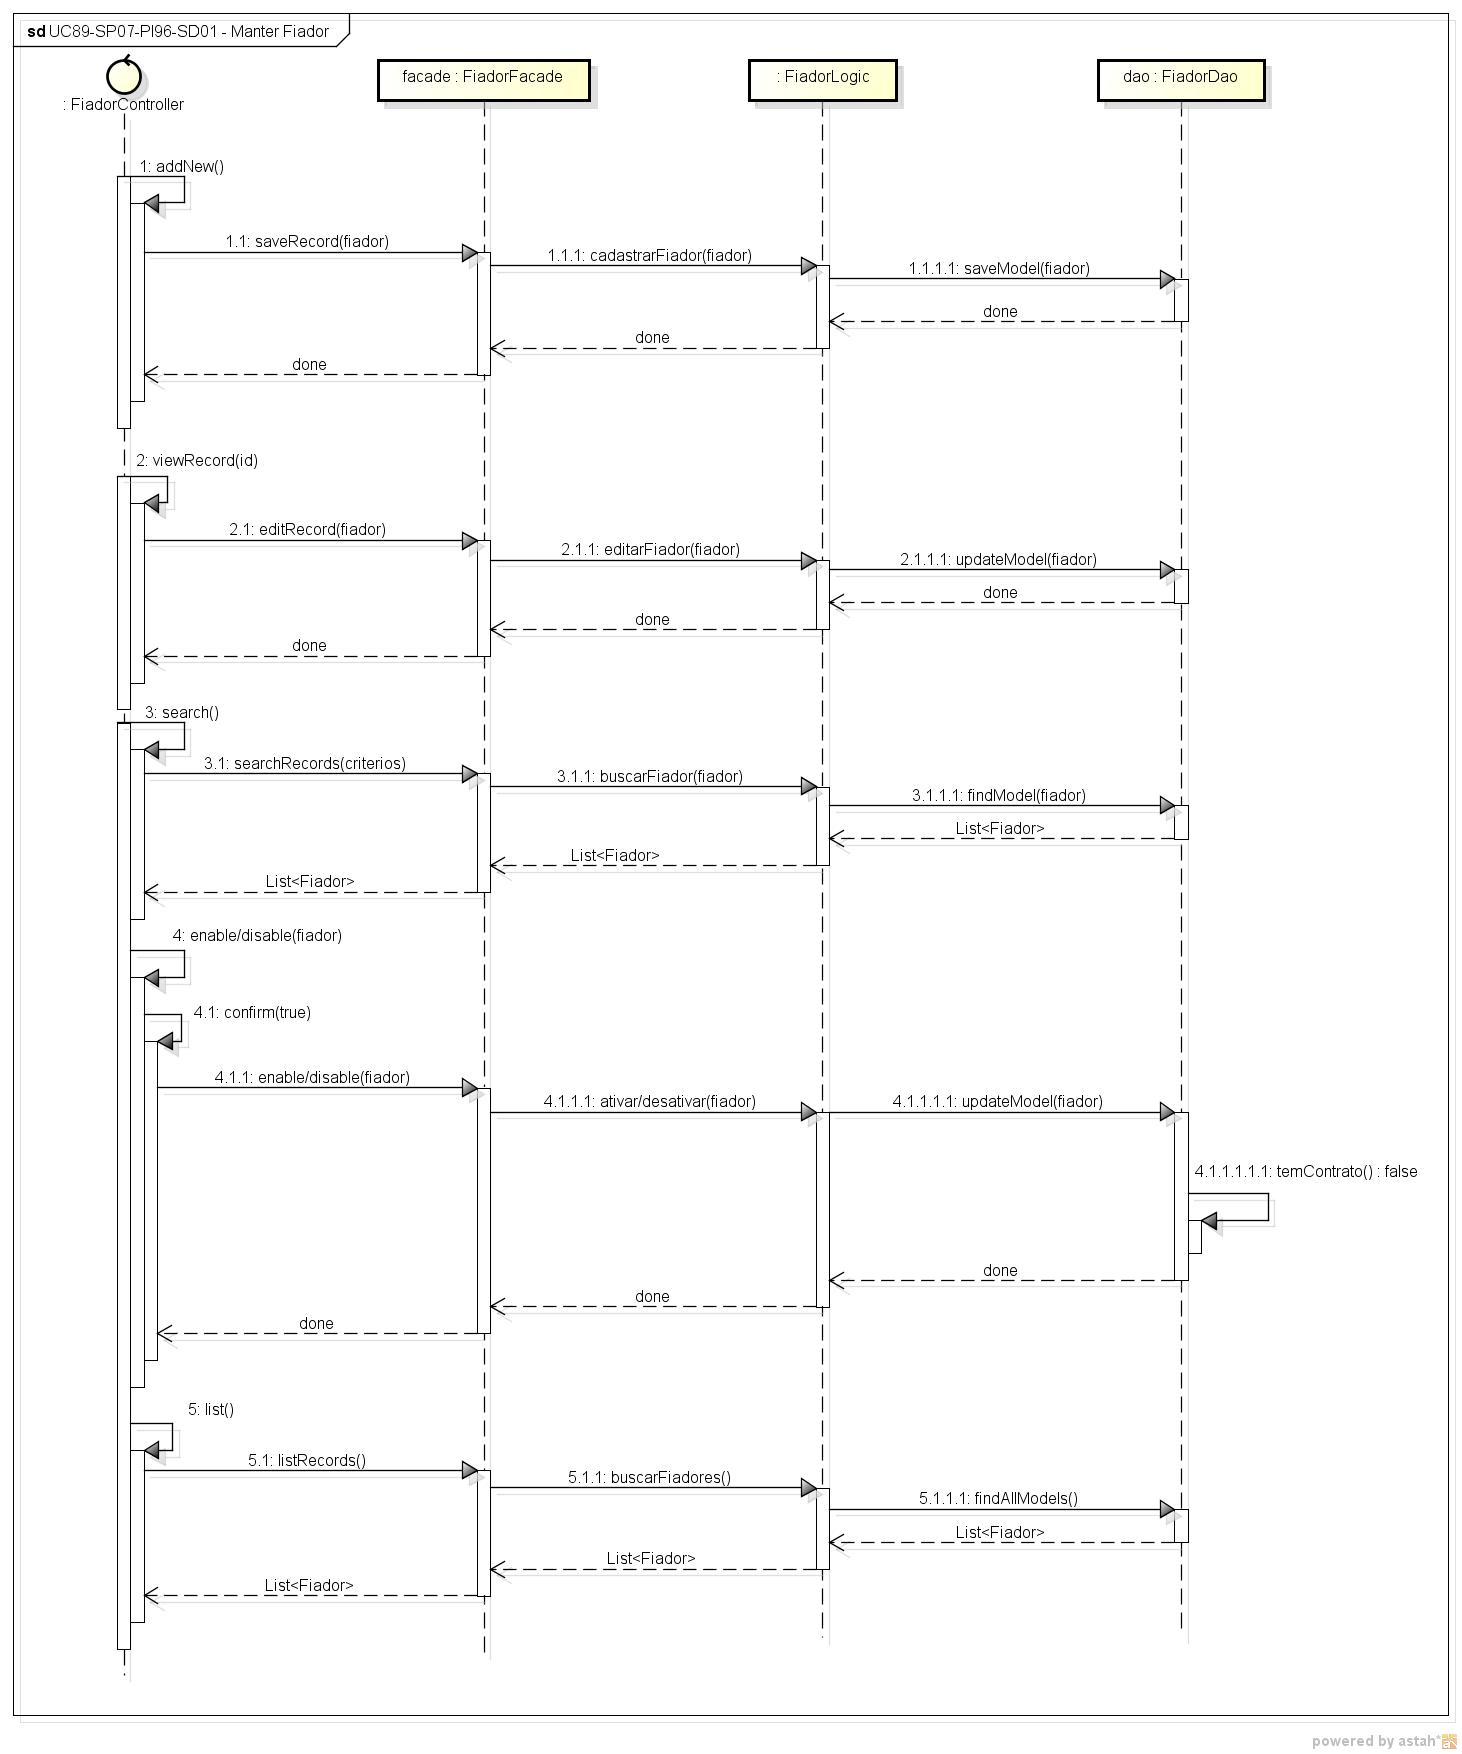 sd UC89-SP07-PI96-SD01 - Manter Fiador
: FiadorController
facade : FiadorFacade
: FiadorLogic
dao : FiadorDao
1: addNew()
1.1: saveRecord(fiador)
1.1.1: cadastrarFiador(fiador)
1.1.1.1: saveModel(fiador)
done
done
done
2: viewRecord(id)
2.1: editRecord(fiador)
2.1.1: editarFiador(fiador)
2.1.1.1: updateModel(fiador)
done
done
done
3: search()
3.1: searchRecords(criterios)
3.1.1: buscarFiador(fiador)
3.1.1.1: findModel(fiador)
List<Fiador>
List<Fiador>
List<Fiador>
4: enable/disable(fiador)
4.1: confirm(true)
4.1.1: enable/disable(fiador)
4.1.1.1: ativar/desativar(fiador)
4.1.1.1.1: updateModel(fiador)
4.1.1.1.1.1: temContrato() : false
done
done
done
5: list()
5.1: listRecords()
5.1.1: buscarFiadores()
5.1.1.1: findAllModels()
List<Fiador>
List<Fiador>
List<Fiador>
powered by astah*